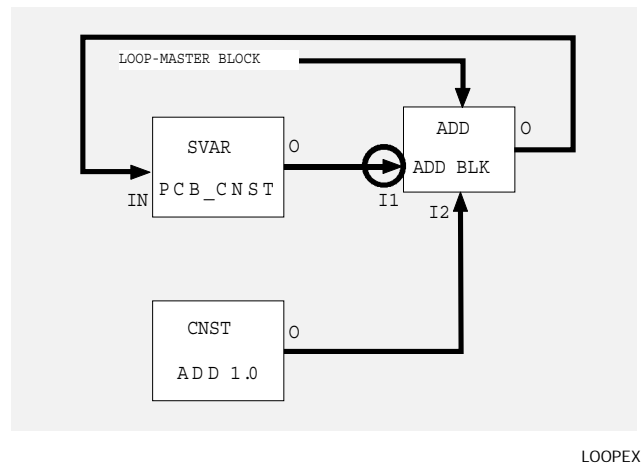 LOOP-MASTER BLOCK
ADD
O
ADD BLK
I1
I2
SVAR
O
PCB_CNST
IN
CNST
O
ADD 1.0
LOOPEX